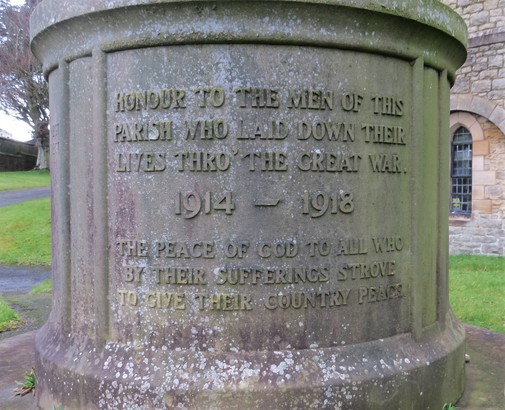 HONOUR TO THE MEN OF THIS
PARISH WHO LAID DOWN THEIR
LIVES THRO' THE GREAT WAR.
1914 — 1918
THE PEACE OF GOD TO ALL WHO
BY THEIR SUFFERINGS STROVE
TO GIVE THEIR COUNTRY PEACE.